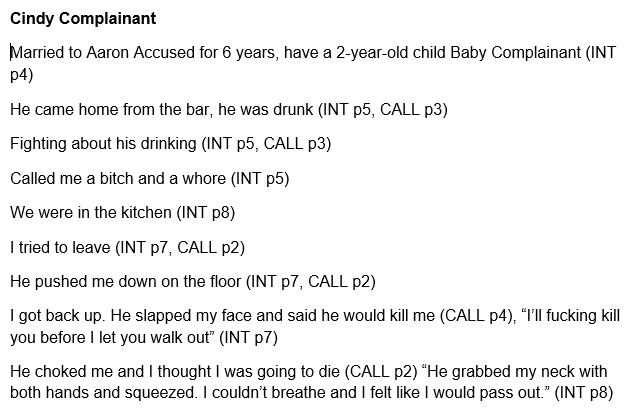 Cindy Complainant
Married to Aaron Accused for 6 years, have a 2-year-old child Baby Complainant (INT
p4)
He came home from the bar, he was drunk (INT p5, CALL p3)
Fighting about his drinking (INT p5, CALL p3)
Called me a bitch and a whore (INT p5)
We were in the kitchen (INT p8)
I tried to leave (INT p7, CALL p2)
He pushed me down on the floor (INT p7, CALL p2)
I got back up. He slapped my face and said he would kill me (CALL p4), “I’ll fucking kill
you before I let you walk out” (INT p7)
He choked me and I thought I was going to die (CALL p2) “He grabbed my neck with
both hands and squeezed. I couldn’t breathe and I felt like I would pass out.” (INT p8)